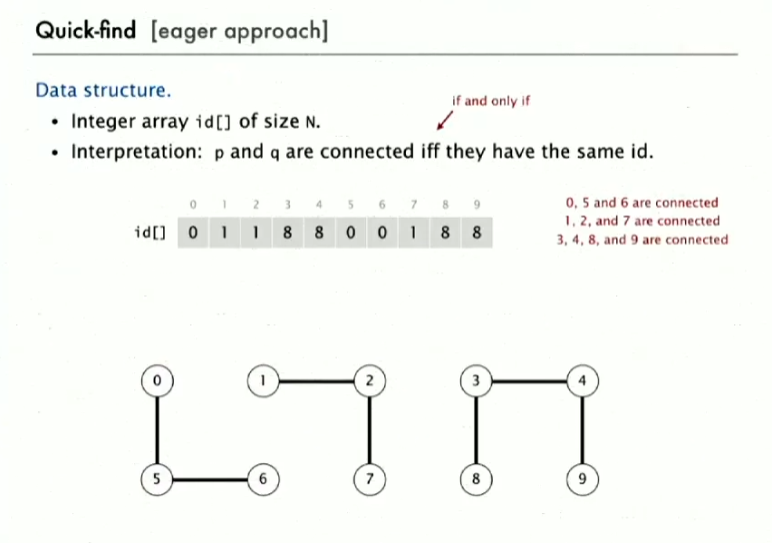 Quick-find [eager approach]
Data structure.
if and only if
• Integer array id[] of size N.
• Interpretation: p and q are connected iff they have the same id.
0 1 2 3 4 5 6 7 8 9
id[] 0 1 1 8 8 0 0 1 8 8
0, 5 and 6 are connected
1, 2, and 7 are connected
3, 4, 8, and 9 are connected
0 1 2 3 4
5 6 7 8 9